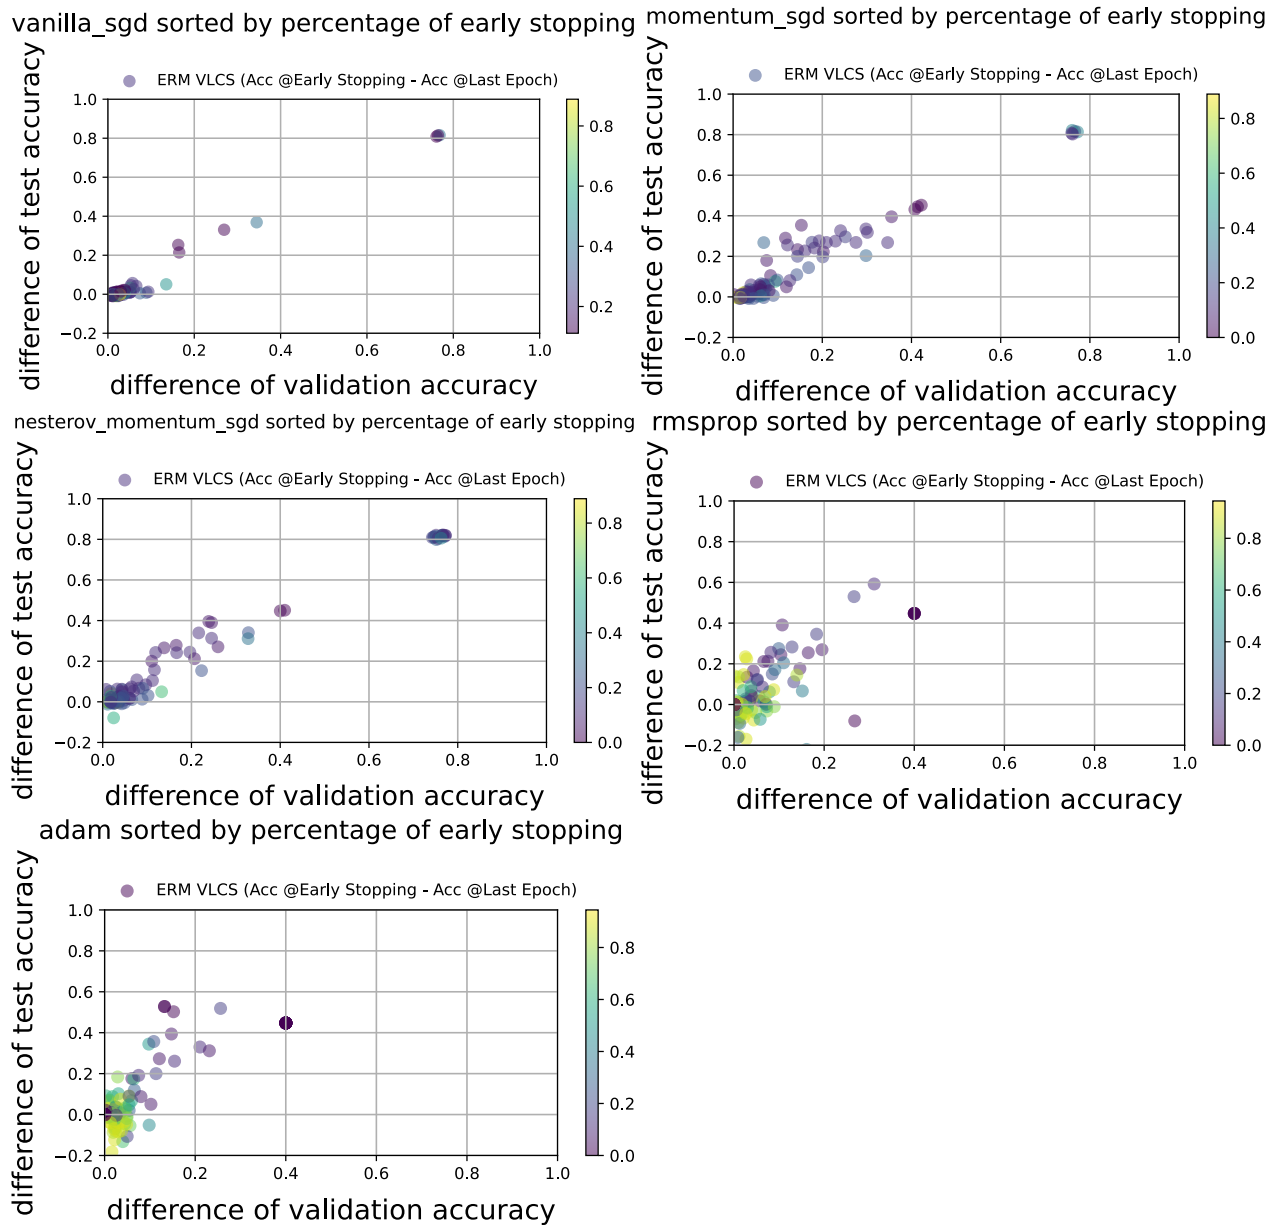 vanilla_sgd sorted by percentage of early stopping
ERM VLCS (Acc @Early Stopping - Acc @Last Epoch)
difference of test accuracy
1.0
0.8
0.6
0.4
0.2
0.0
−0.2
0.0 0.2 0.4 0.6 0.8 1.0
difference of validation accuracy
0.8
0.6
0.4
0.2
momentum_sgd sorted by percentage of early stopping
ERM VLCS (Acc @Early Stopping - Acc @Last Epoch)
difference of test accuracy
1.0
0.8
0.6
0.4
0.2
0.0
−0.2
0.0 0.2 0.4 0.6 0.8 1.0
difference of validation accuracy
0.8
0.6
0.4
0.2
0.0
nesterov_momentum_sgd sorted by percentage of early stopping
ERM VLCS (Acc @Early Stopping - Acc @Last Epoch)
difference of test accuracy
1.0
0.8
0.6
0.4
0.2
0.0
−0.2
0.0 0.2 0.4 0.6 0.8 1.0
difference of validation accuracy
0.8
0.6
0.4
0.2
0.0
rmsprop sorted by percentage of early stopping
ERM VLCS (Acc @Early Stopping - Acc @Last Epoch)
difference of test accuracy
1.0
0.8
0.6
0.4
0.2
0.0
−0.2
0.0 0.2 0.4 0.6 0.8 1.0
difference of validation accuracy
0.8
0.6
0.4
0.2
0.0
adam sorted by percentage of early stopping
ERM VLCS (Acc @Early Stopping - Acc @Last Epoch)
difference of test accuracy
1.0
0.8
0.6
0.4
0.2
0.0
−0.2
0.0 0.2 0.4 0.6 0.8 1.0
difference of validation accuracy
0.8
0.6
0.4
0.2
0.0